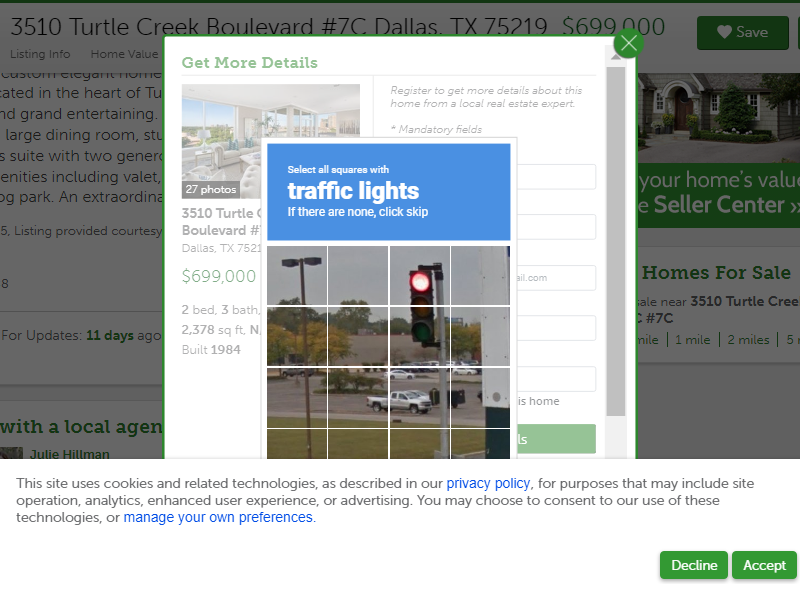 3510 Turtle Creek Boulevard #7C Dallas, TX 75219 $699,000
Save
Listing Info Home Value
custom elegant home
cated in the heart of Tu
and grand entertaining.
large dining room, stu
s suite with two gener
enities including valet,
og park. An extraordina
5, Listing provided courtesy
8
For Updates: 11 days ago
with a local agen
Julie Hillman
Get More Details
27 photos
3510 Turtle C
Boulevard #7
Dallas, TX 7521
$699,000
2 bed, 3 bath,
2,378 sq ft, N,
Built 1984
Register to get more details about this
home from a local real estate expert.
* Mandatory fields
ail.com
is home
ls
Select all squares with
traffic lights
If there are none, click skip
your home's value
e Seller Center »
Homes For Sale
sale near 3510 Turtle Cree
C #7C
mile | 1 mile | 2 miles | 5 r
This site uses cookies and related technologies, as described in our privacy policy, for purposes that may include site
operation, analytics, enhanced user experience, or advertising. You may choose to consent to our use of these
technologies, or manage your own preferences.
Decline Accept